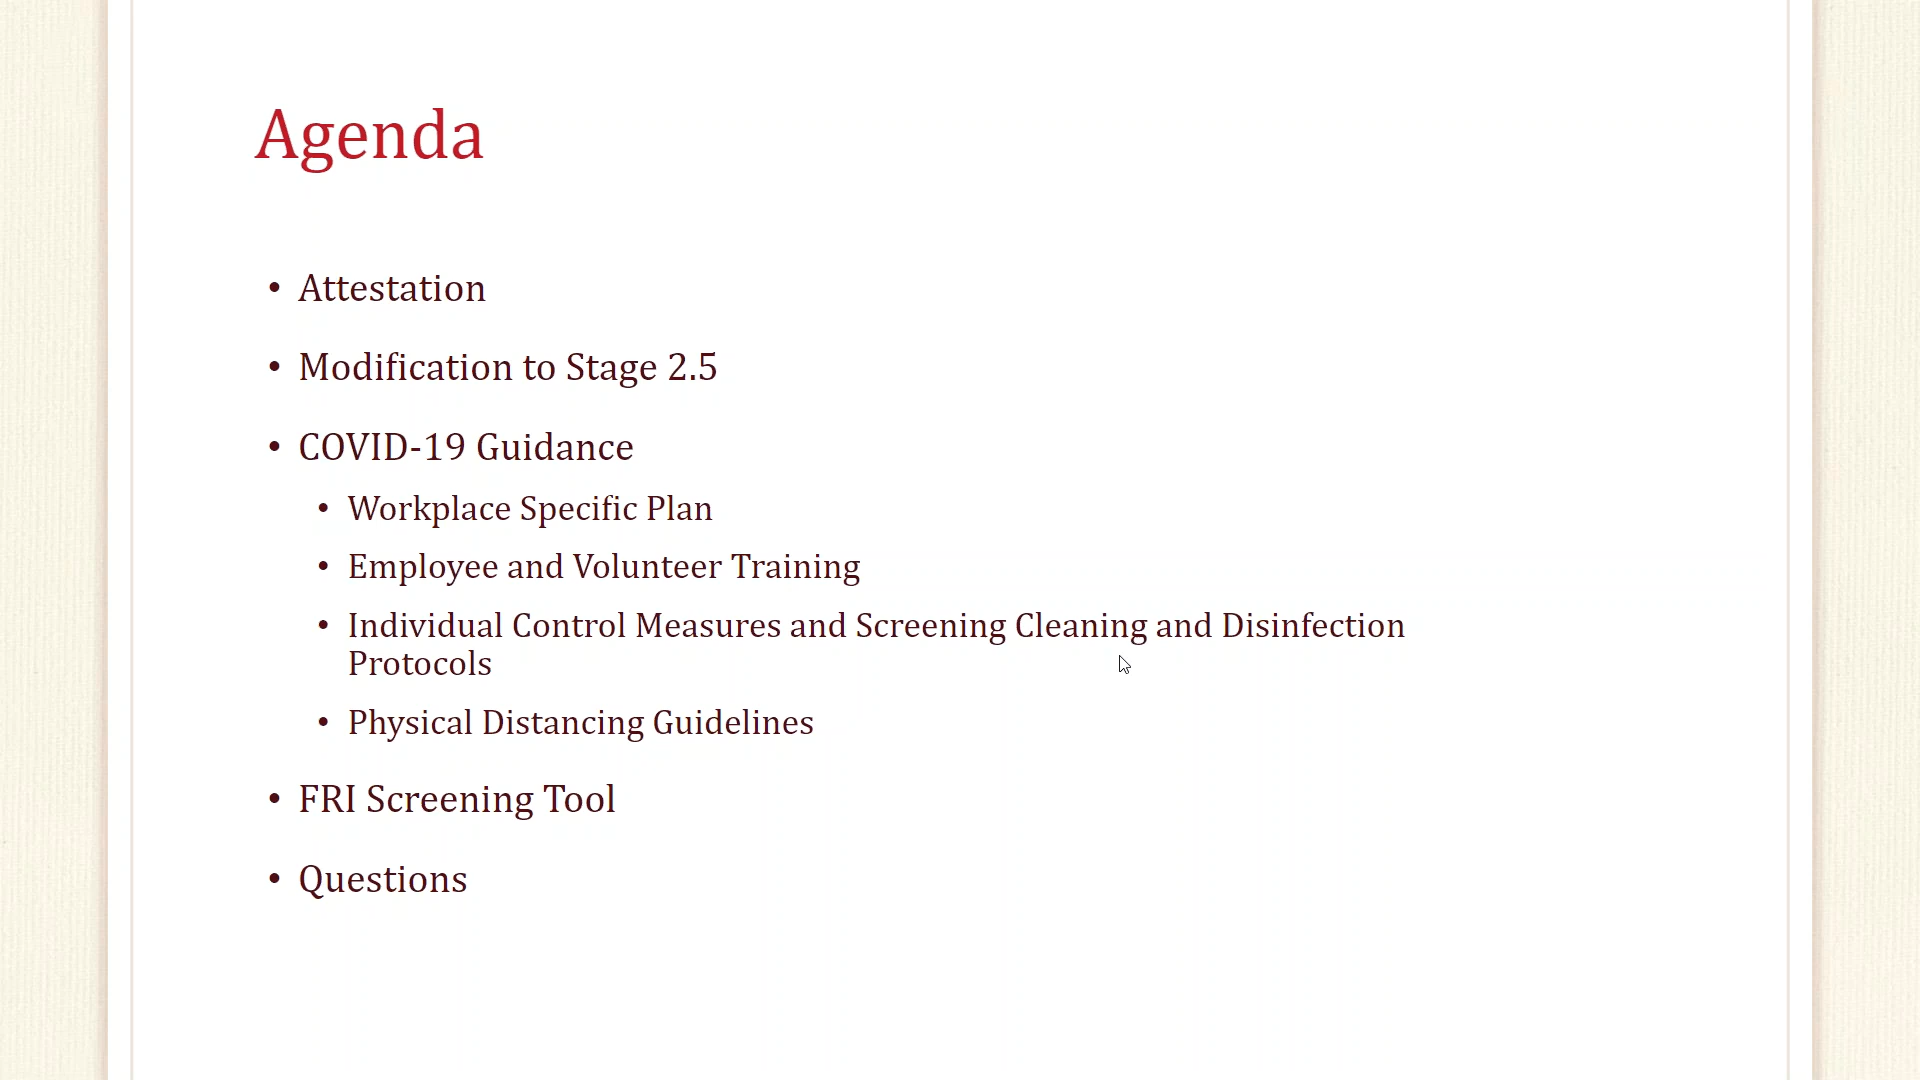 Agenda
• Attestation
• Modification to Stage 2.5
• COVID-19 Guidance
• Workplace Specific Plan
• Employee and Volunteer Training
• Individual Control Measures and Screening Cleaning and Disinfection
Protocols
• Physical Distancing Guidelines
• FRI Screening Tool
• Questions